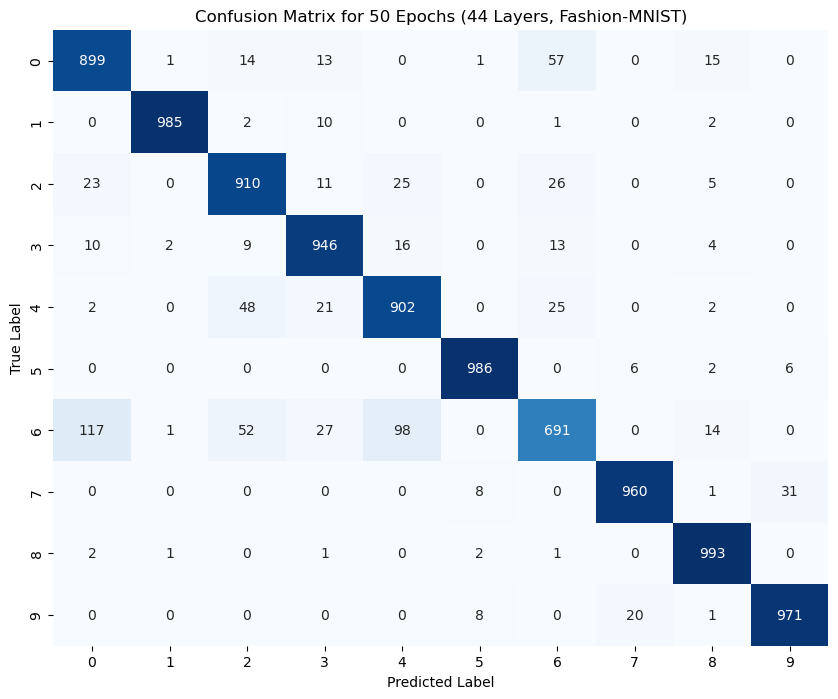 Confusion Matrix for 50 Epochs (44 Layers, Fashion-MNIST)
True Label
0 899 1 14 13 0 1 57 0 15 0
1 0 985 2 10 0 0 1 0 2 0
2 23 0 910 11 25 0 26 0 5 0
3 10 2 9 946 16 0 13 0 4 0
4 2 0 48 21 902 0 25 0 2 0
5 0 0 0 0 0 986 0 6 2 6
6 117 1 52 27 98 0 691 0 14 0
7 0 0 0 0 0 8 0 960 1 31
8 2 1 0 1 0 2 1 0 993 0
9 0 0 0 0 0 8 0 20 1 971
0 1 2 3 4 5 6 7 8 9
Predicted Label